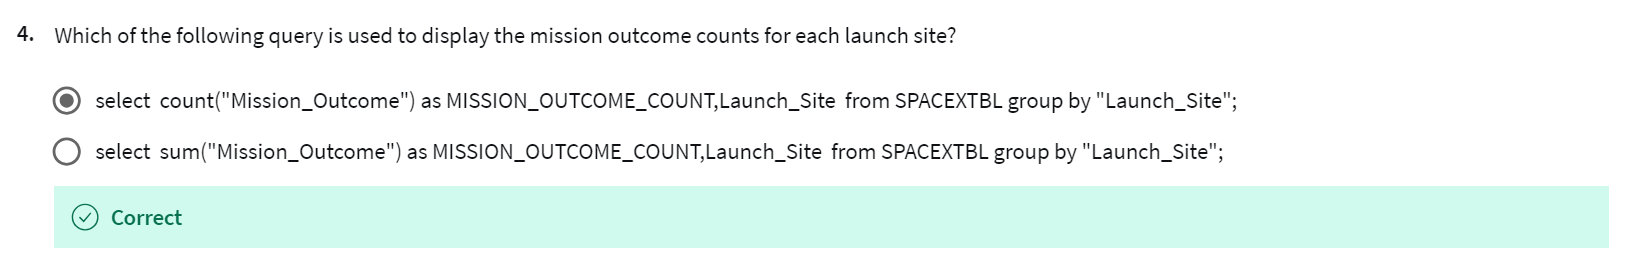 4. Which of the following query is used to display the mission outcome counts for each launch site?
select count("Mission_Outcome") as MISSION_OUTCOME_COUNT,Launch_Site from SPACEXTBL group by "Launch_Site";
select sum("Mission_Outcome") as MISSION_OUTCOME_COUNT,Launch_Site from SPACEXTBL group by "Launch_Site";
Correct